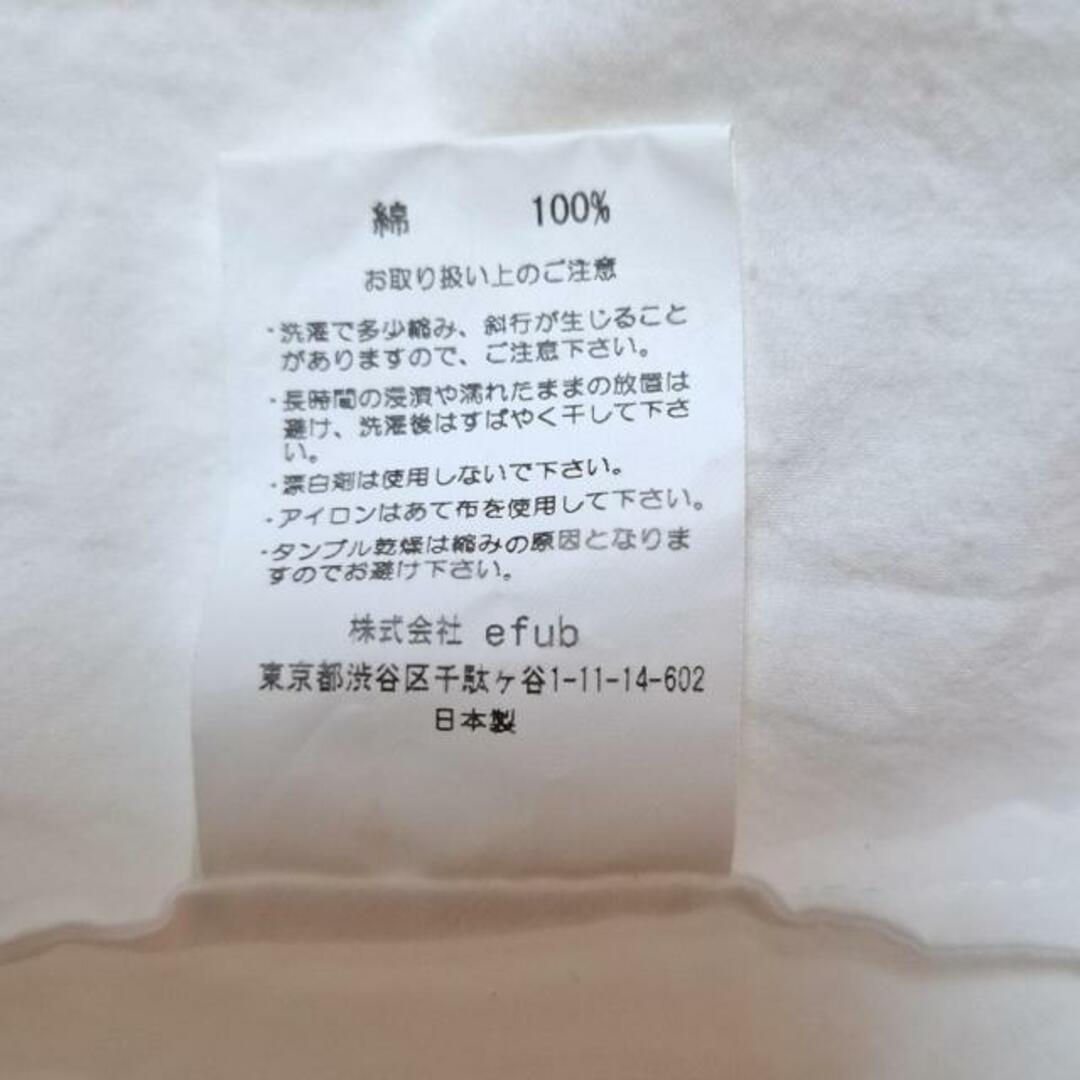 綿 100%
お取り扱い上のご注意
・洗濯で多少縮み、斜行が生じること
がありますので、ご注意下さい。
・長時間の浸漬や濡れたままの放置は
避け、洗濯後はすばやく干して下さ
い。
・漂白剤は使用しないで下さい。
・アイロンはあて布を使用して下さい。
・タンブル乾燥は縮みの原因となりま
すのでお避け下さい。
株式会社 efub
東京都渋谷区千駄ヶ谷1-11-14-602
日本製